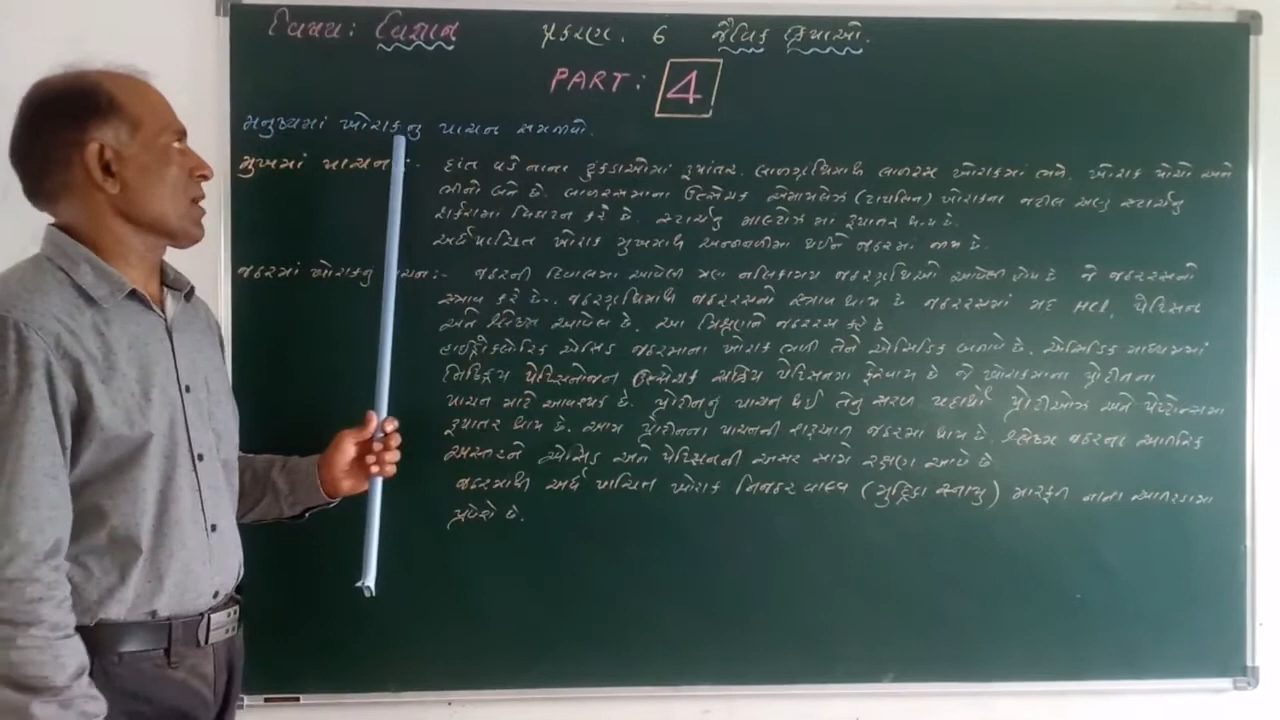 વિષય: વિજ્ઞાન પ્રકરણ. 6 જૈવિક ક્રિયાઓ.
PART: 4
મનુષ્યમાં ખોરાકનુ પાચન સમજાવો.
મુખમાં પાચન :- દાંત વડે નાના ટુકડાઓમાં રૂપાંતર. લાળગ્રંથિમાથી લાળરસ ખોરાકમાં ભળે. ખોરાક પોચો અને
ભીનો બને છે. લાળરસમાના ઉત્સેચક એમાયલેઝ (ટાયલિન) ખોરાકના જટીલ અણુ સ્ટાર્ચનુ
શર્કરામા વિઘટન કરે છે. સ્ટાર્ચનુ માલ્ટોઝ માં રૂપાતર થાય છે.
અર્ધપાચિત ખોરાક મુખમાથી અન્નનળીમા થઈને જઠરમાં જાય છે.
જઠરમાં ખોરાકનુ પાચન:- જઠરની દિવાલમા આવેલી નલિકામય જઠરગ્રંથિઓ આવેલી હોય છે જે જઠરરસનો
સ્ત્રાવ કરે છે. જઠરગ્રંથિમાથી જઠરરસનો સ્ત્રાવ થાય છે જઠરરસમાં મંદ HCl, પેપ્સિન
અને શ્લેષ્મ આવેલ છે. આ મિશ્રણને જઠરરસ કહે છે
હાઈડ્રોક્લોરિક એસિડ જઠરમાના ખોરાક ભળી તેને એસિડિક બનાવે છે. એસિડિક માધ્યમમાં
નિષ્ક્રિય પેપ્સિનોજન ઉત્સેચક સક્રિય પેપ્સિનમા ફેરવાય છે જે ખોરાકમાના પ્રોટીનના
પાચન માટે આવશ્યક છે. પ્રોટીનનુ પાચન થઈ તેનુ સરળ પદાર્થો પ્રોટીઓઝ અને પેપ્ટોન્સમા
રૂપાતર થાય છે. આમ પ્રોટીનના પાચનની શરૂઆત જઠરમાં થાય છે. શ્લેષ્મ જઠરના આતરિક
અસ્તરને એસિડ અને પેપ્સિનની અસર સામે રક્ષણ આપે છે
જઠરમાથી અર્ધ પાચિત ખોરાક નિજઠર વાલ્વ (મુદ્રિકા સ્નાયુ) મારફત નાના આતરડામા
પ્રવેશે છે.